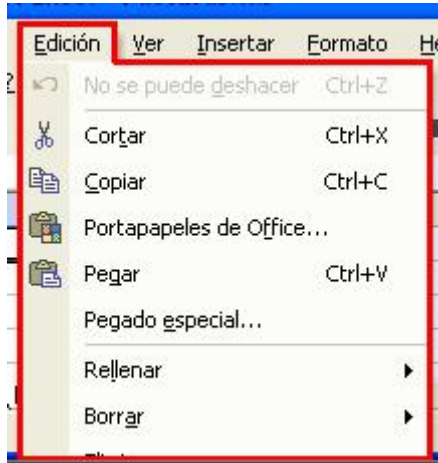 Edición Ver Insertar Formato
No se puede deshacer Ctrl+Z
Cortar Ctrl+X
Copiar Ctrl+C
Portapapeles de Office...
Pegar Ctrl+V
Pegado especial...
Rellenar
Borrar